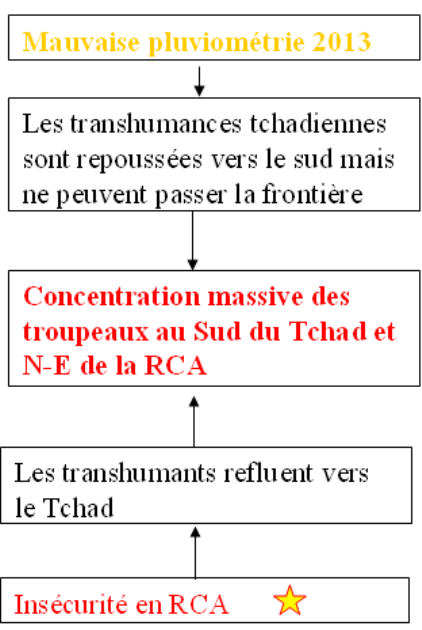 Mauvaise pluviométrie 2013
Les transhumances tchadiennes
sont repoussées vers le sud mais
ne peuvent passer la frontière
Concentration massive des
troupeaux au Sud du Tchad et
N-E de la RCA
Les transhumants refluent vers
le Tchad
Insécurité en RCA